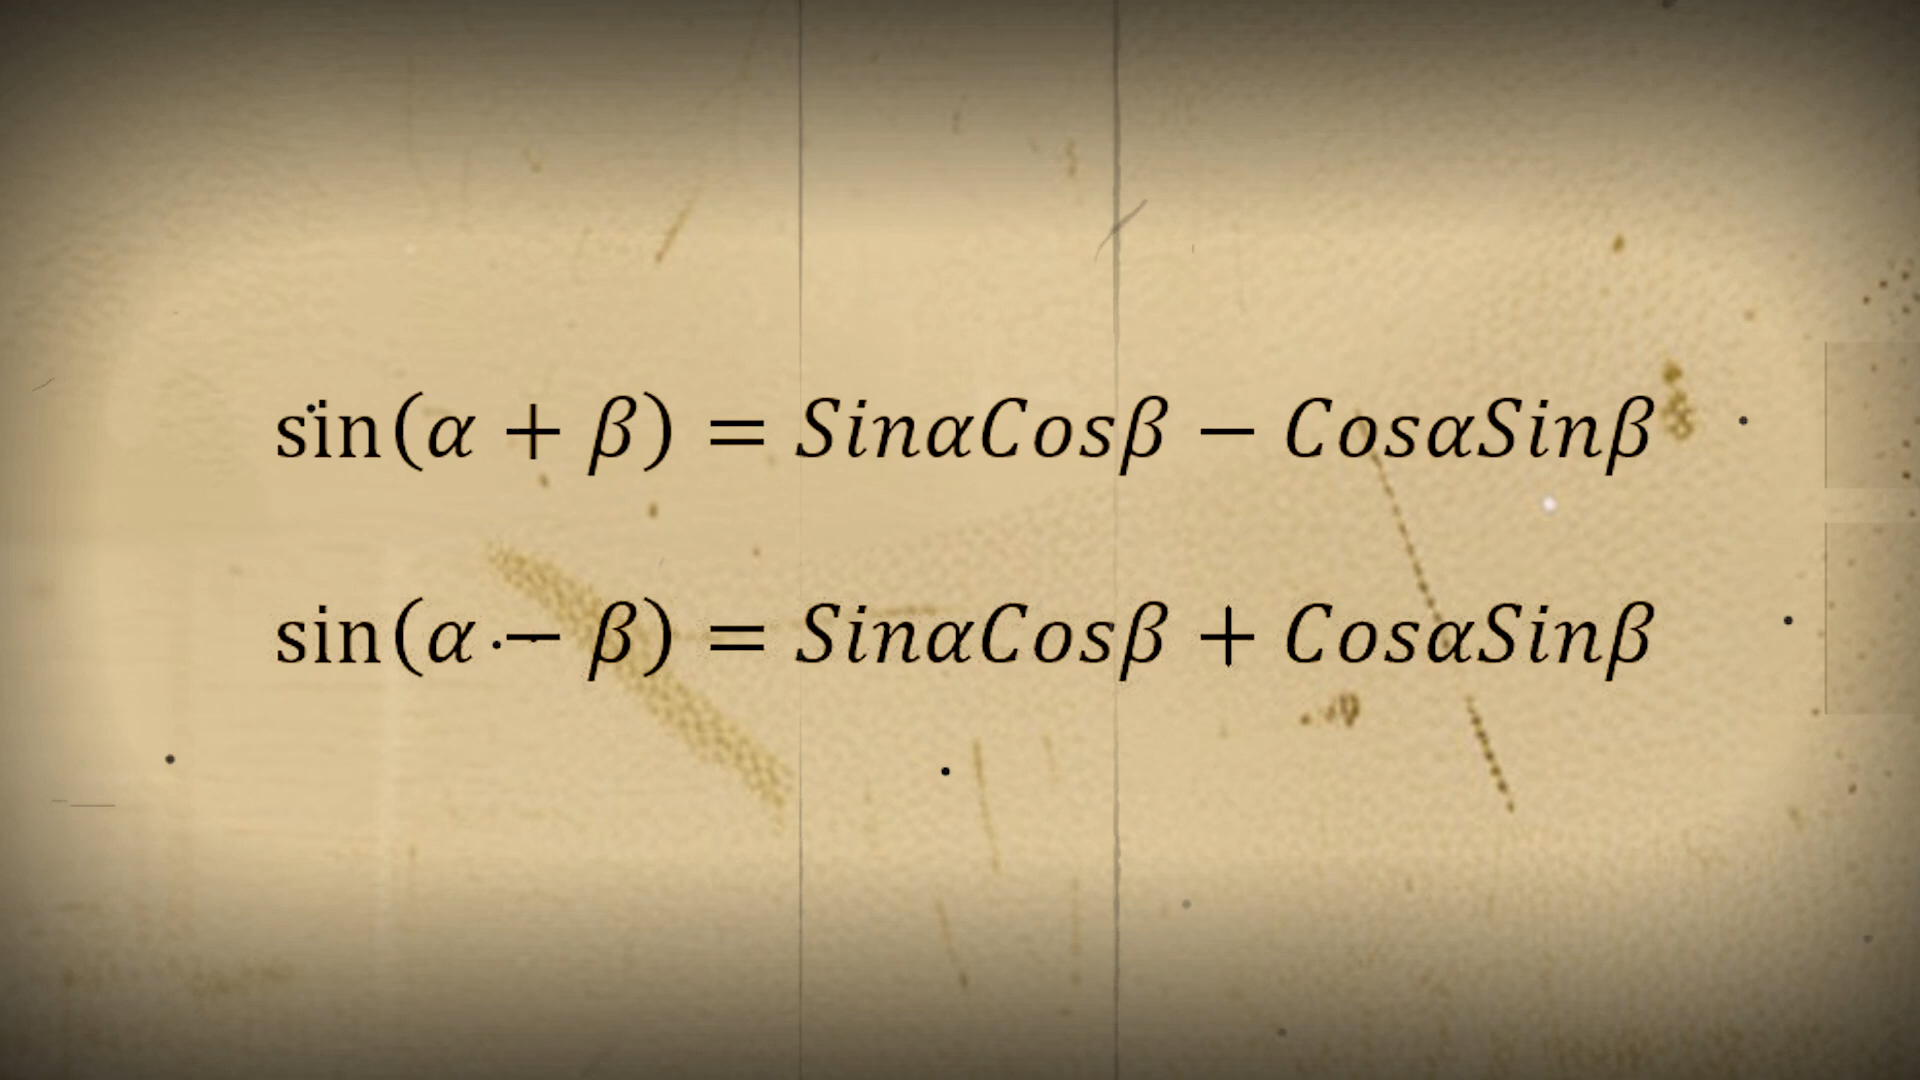 sin(α + β) = SinαCosβ − CosαSinβ
sin(α − β) = SinαCosβ + CosαSinβ